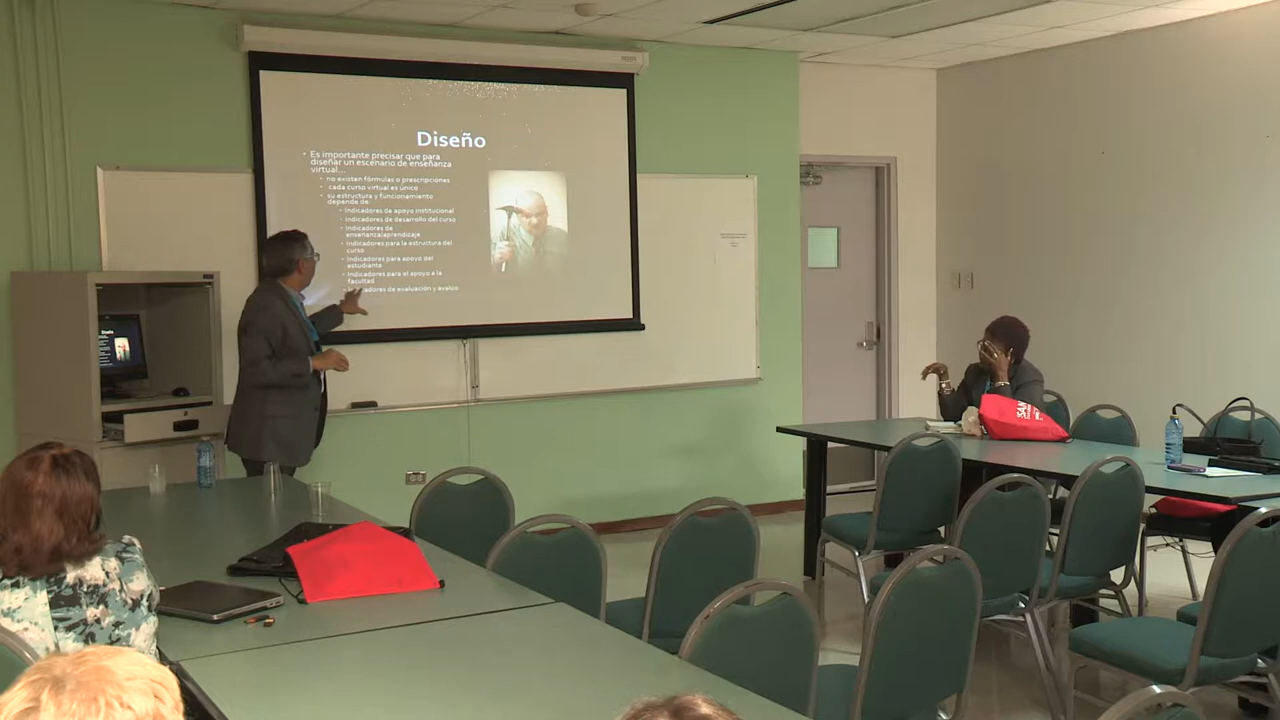 Diseño
• Es importante precisar que para
diseñar un escenario de enseñanza
virtual...
• no existen fórmulas o prescripciones
• cada curso virtual es único
• su estructura y funcionamiento
depende de:
• Indicadores de apoyo institucional
• Indicadores de desarrollo del curso
• Indicadores de
enseñanza/aprendizaje
• Indicadores para la estructura del
curso
• Indicadores para apoyo del
estudiante
• Indicadores para el apoyo a la
facultad
• Indicadores de evaluación y avalúo
Diseño